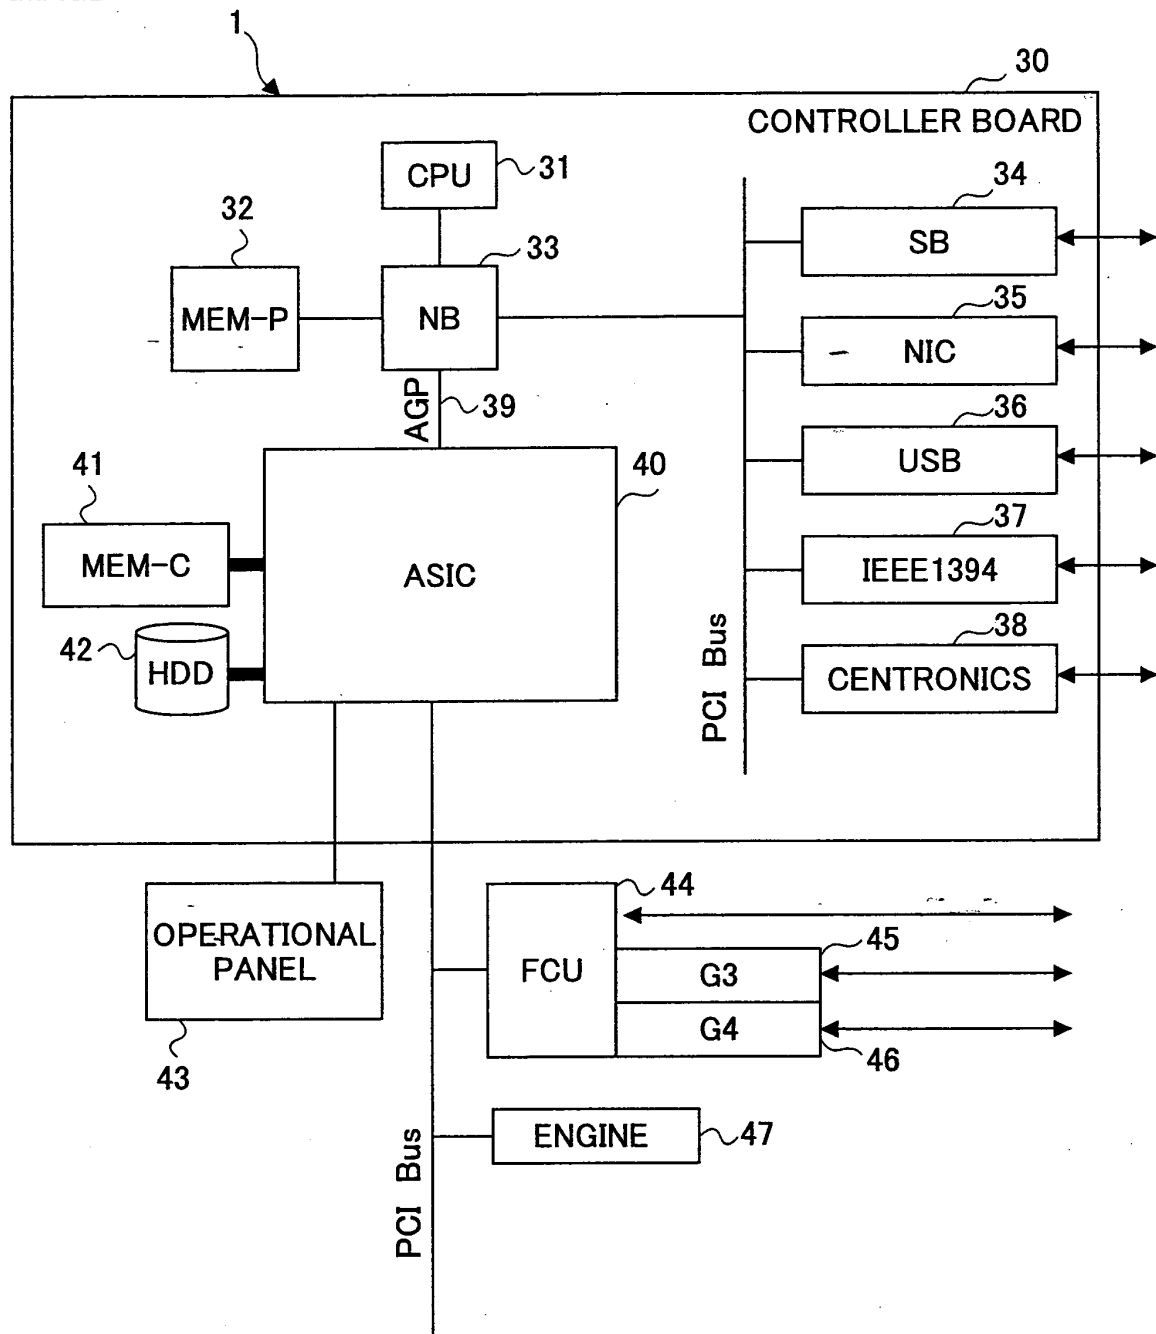 1
30
CONTROLLER BOARD
CPU
31
34
SB
32
33
MEM-P
NB
35
NIC
AGP
39
36
USB
41
40
MEM-C
ASIC
37
IEEE1394
42
HDD
38
CENTRONICS
PCI Bus
44
OPERATIONAL
PANEL
43
FCU
45
G3
G4
46
ENGINE
47
PCI Bus